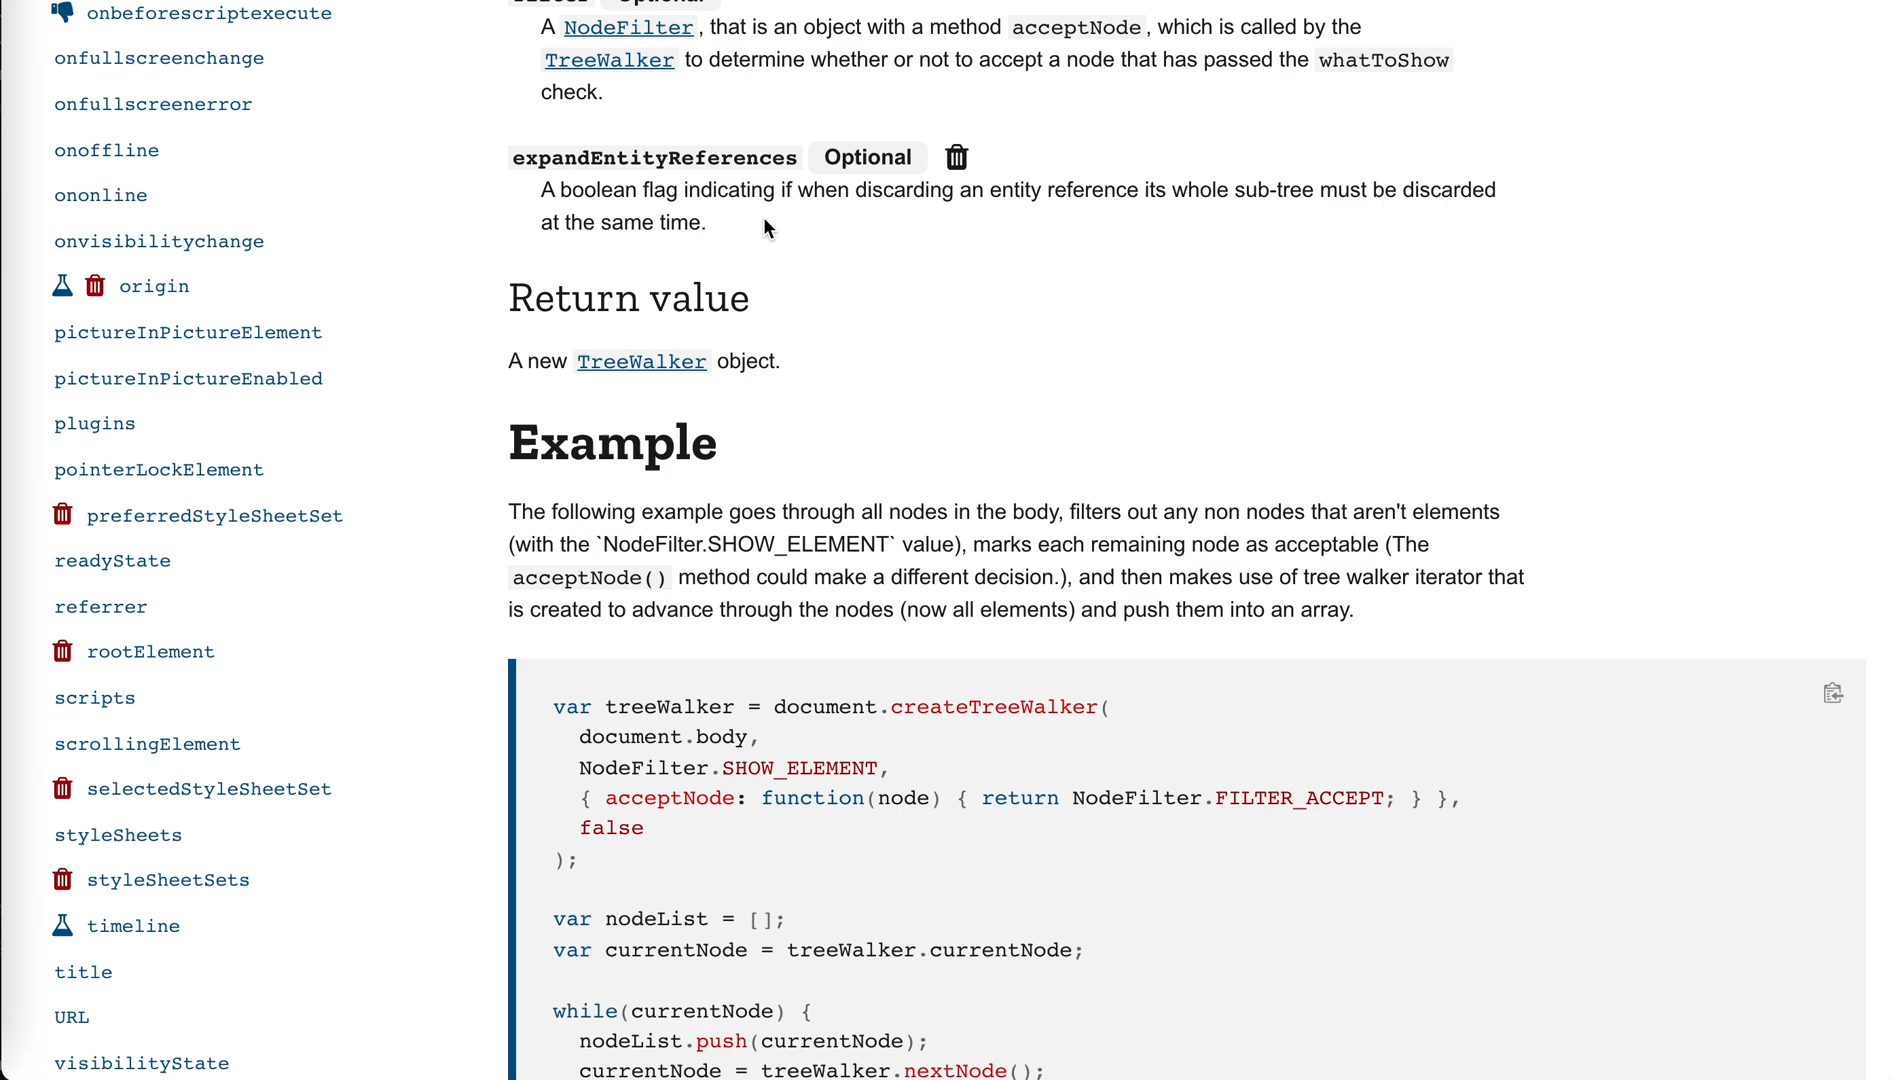 onbeforescriptexecute
onfullscreenchange
onfullscreenerror
onoffline
ononline
onvisibilitychange
origin
pictureInPictureElement
pictureInPictureEnabled
plugins
pointerLockElement
preferredStyleSheetSet
readyState
referrer
rootElement
scripts
scrollingElement
selectedStyleSheetSet
styleSheets
styleSheetSets
timeline
title
URL
visibilityState
A NodeFilter, that is an object with a method acceptNode, which is called by the
TreeWalker to determine whether or not to accept a node that has passed the whatToShow
check.
expandEntityReferences Optional
A boolean flag indicating if when discarding an entity reference its whole sub-tree must be discarded
at the same time.
Return value
A new TreeWalker object.
Example
The following example goes through all nodes in the body, filters out any non nodes that aren't elements
(with the `NodeFilter.SHOW_ELEMENT` value), marks each remaining node as acceptable (The
acceptNode() method could make a different decision.), and then makes use of tree walker iterator that
is created to advance through the nodes (now all elements) and push them into an array.
var treeWalker = document.createTreeWalker(
document.body,
NodeFilter.SHOW_ELEMENT,
{ acceptNode: function(node) { return NodeFilter.FILTER_ACCEPT; } },
false
);
var nodeList = [];
var currentNode = treeWalker.currentNode;
while(currentNode) {
nodeList.push(currentNode);
currentNode = treeWalker.nextNode();